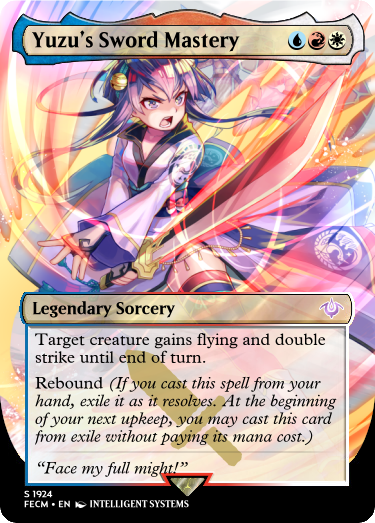 Yuzu's Sword Mastery
Legendary Sorcery
Target creature gains flying and double
strike until end of turn.
Rebound (If you cast this spell from your
hand, exile it as it resolves. At the beginning
of your next upkeep, you may cast this card
from exile without paying its mana cost.)
“Face my full might!”
S 1924
FECM • EN INTELLIGENT SYSTEMS